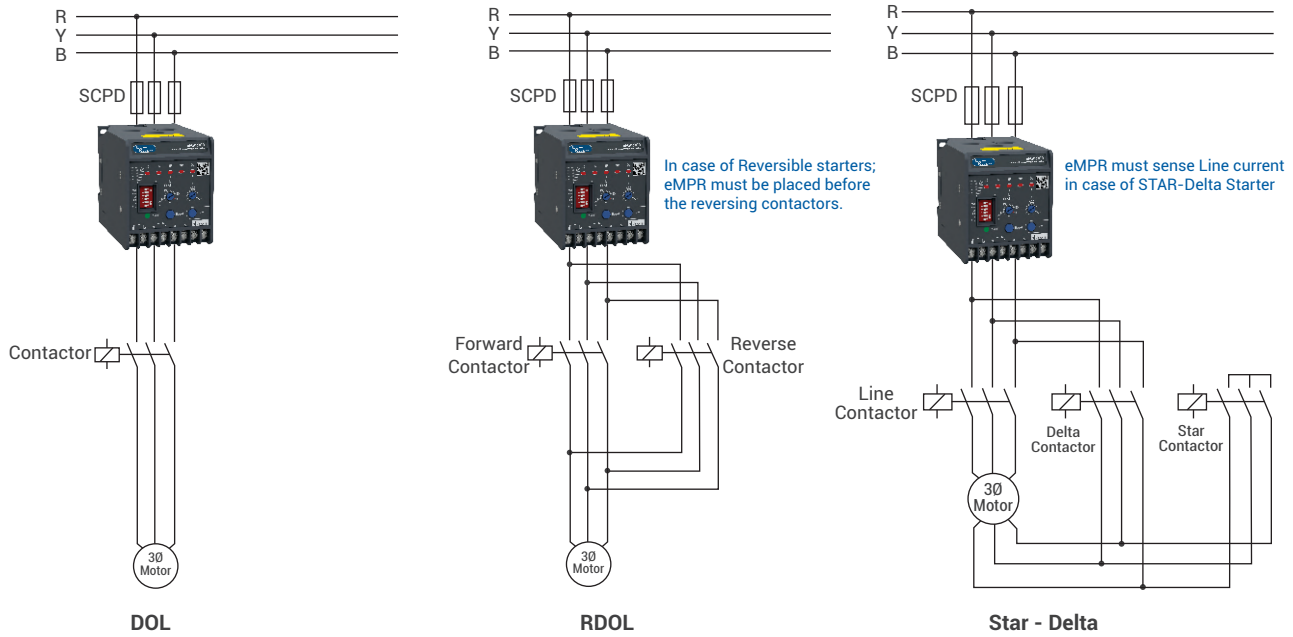 R
Y
B
SCPD
Contactor
3Ø
Motor
DOL
R
Y
B
SCPD
In case of Reversible starters;
eMPR must be placed before
the reversing contactors.
Forward
Contactor
Reverse
Contactor
3Ø
Motor
RDOL
R
Y
B
SCPD
eMPR must sense Line current
in case of STAR-Delta Starter
Line
Contactor
Delta
Contactor
Star
Contactor
3Ø
Motor
Star - Delta